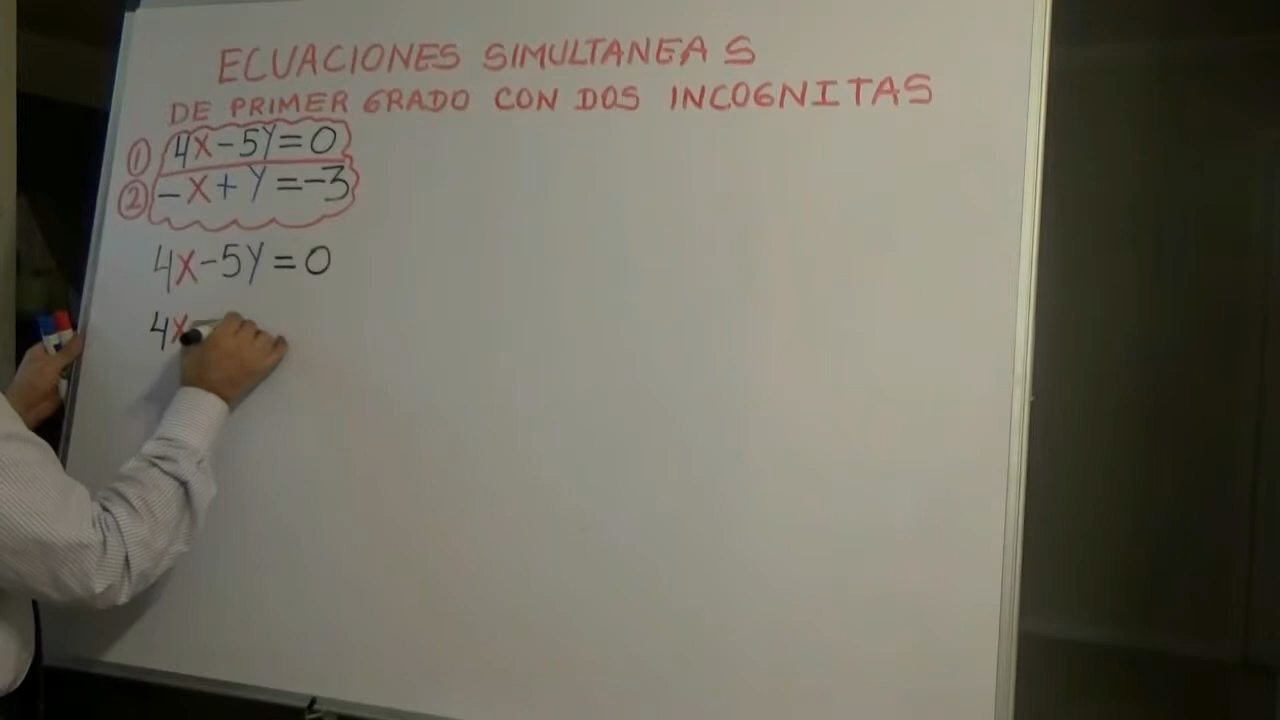 ECUACIONES SIMULTANEAS
DE PRIMER GRADO CON DOS INCOGNITAS
① 4X-5Y=0
② -X+Y=-3
4X-5Y=0
4X